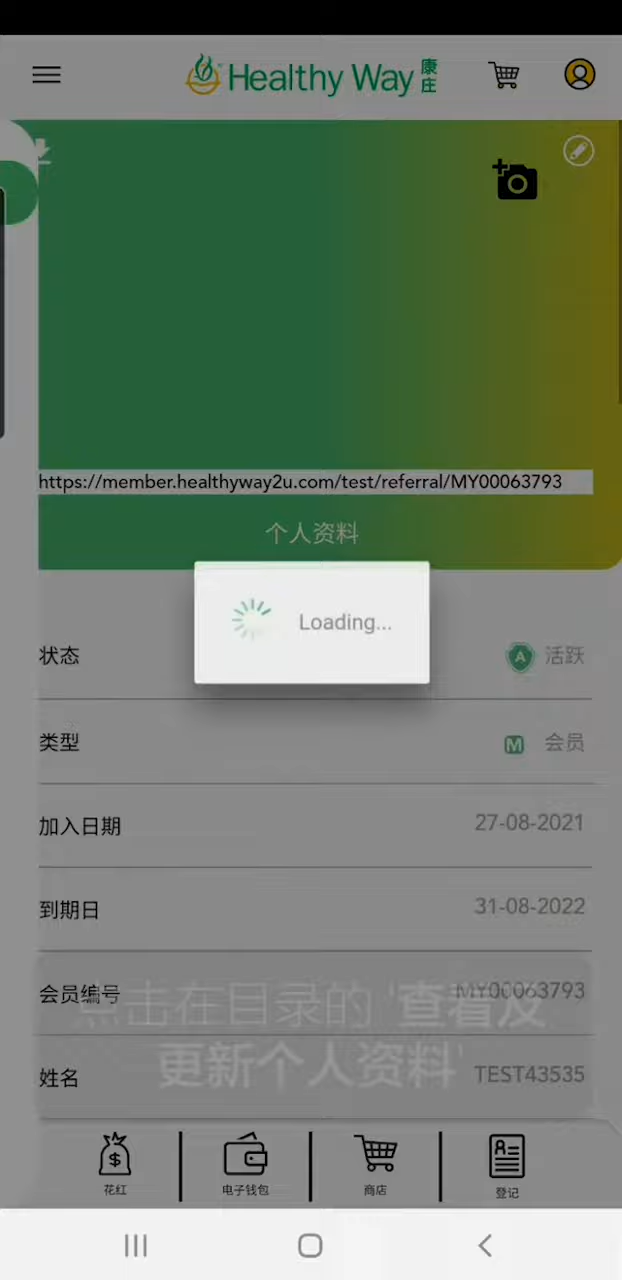 Healthy Way 康庄
https://member.healthyway2u.com/test/referral/MY00063793
个人资料
Loading...
状态 A 活跃
类型 M 会员
加入日期 27-08-2021
到期日 31-08-2022
会员编号 MY00063793
点击在目录的 '查看及
更新个人资料'
姓名 TEST43535
花红 电子钱包 商店 登记